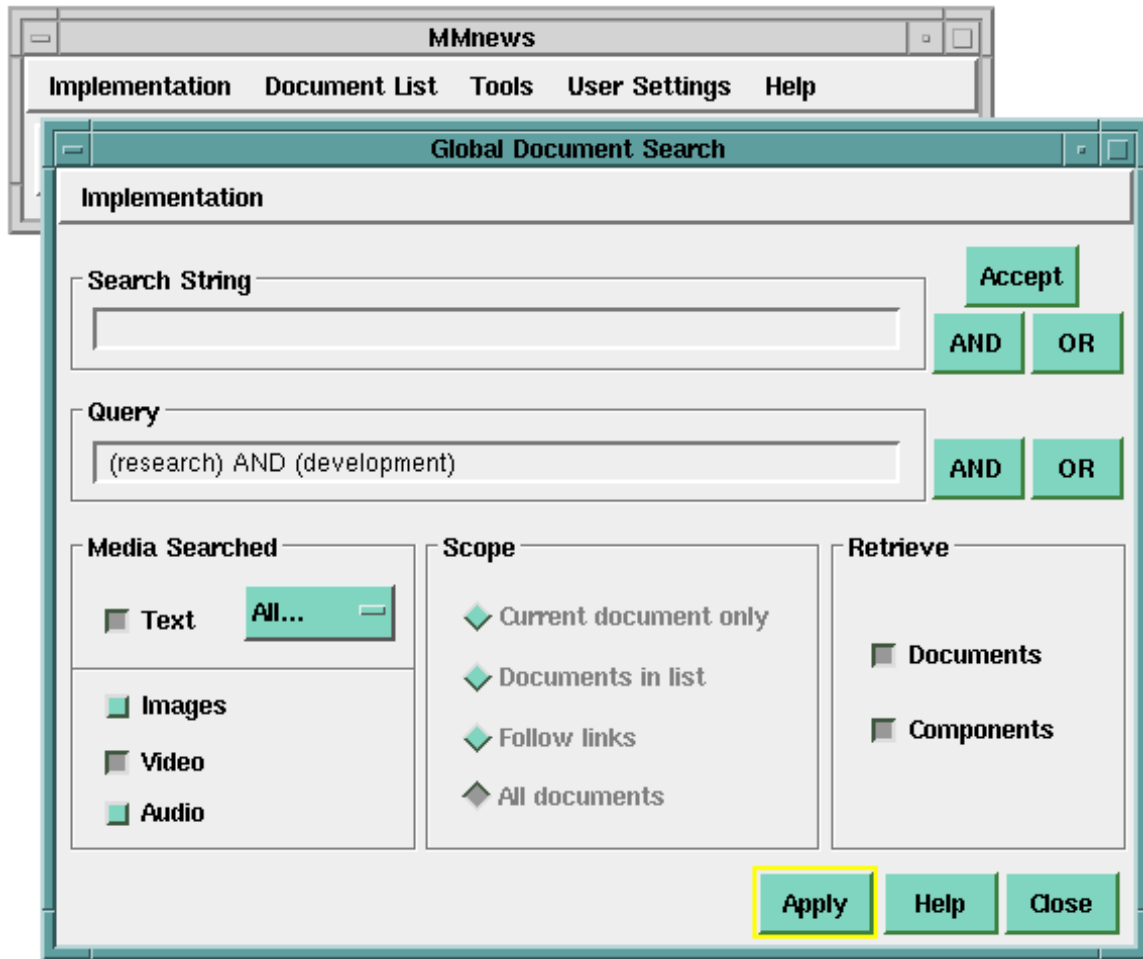 MMnews
Implementation Document List Tools User Settings Help
Global Document Search
Implementation
Search String
Accept
AND OR
Query
(research) AND (development)
AND OR
Media Searched Scope Retrieve
Text All... Current document only
Documents
Documents in list
Images
Components
Follow links
Video
All documents
Audio
Apply Help Close